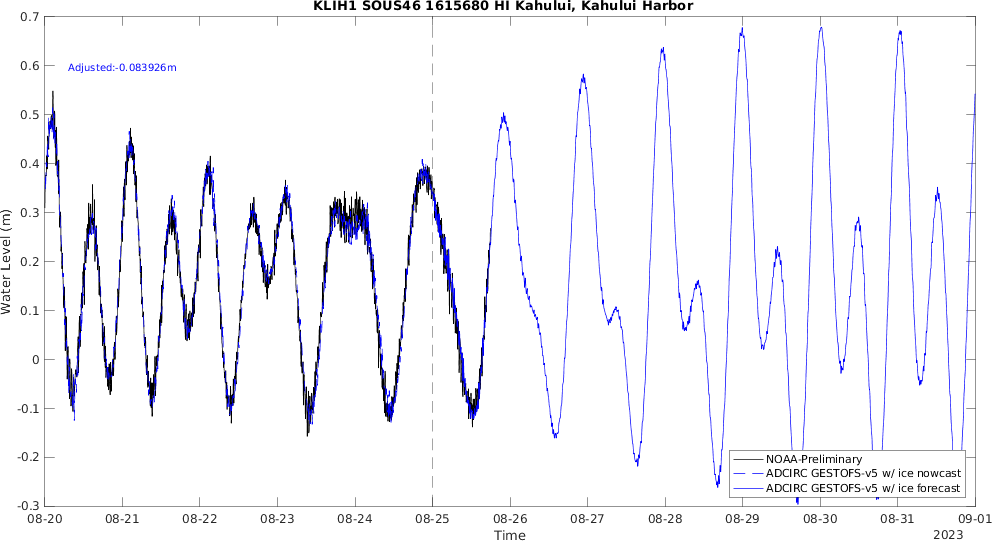 KLIH1 SOUS46 1615680 HI Kahului, Kahului Harbor
Adjusted:-0.083926m
Water Level (m)
0.7
0.6
0.5
0.4
0.3
0.2
0.1
0
-0.1
-0.2
-0.3
NOAA-Preliminary
ADCIRC GESTOFS-v5 w/ ice nowcast
ADCIRC GESTOFS-v5 w/ ice forecast
08-20 08-21 08-22 08-23 08-24 08-25 08-26 08-27 08-28 08-29 08-30 08-31 09-01
Time
2023